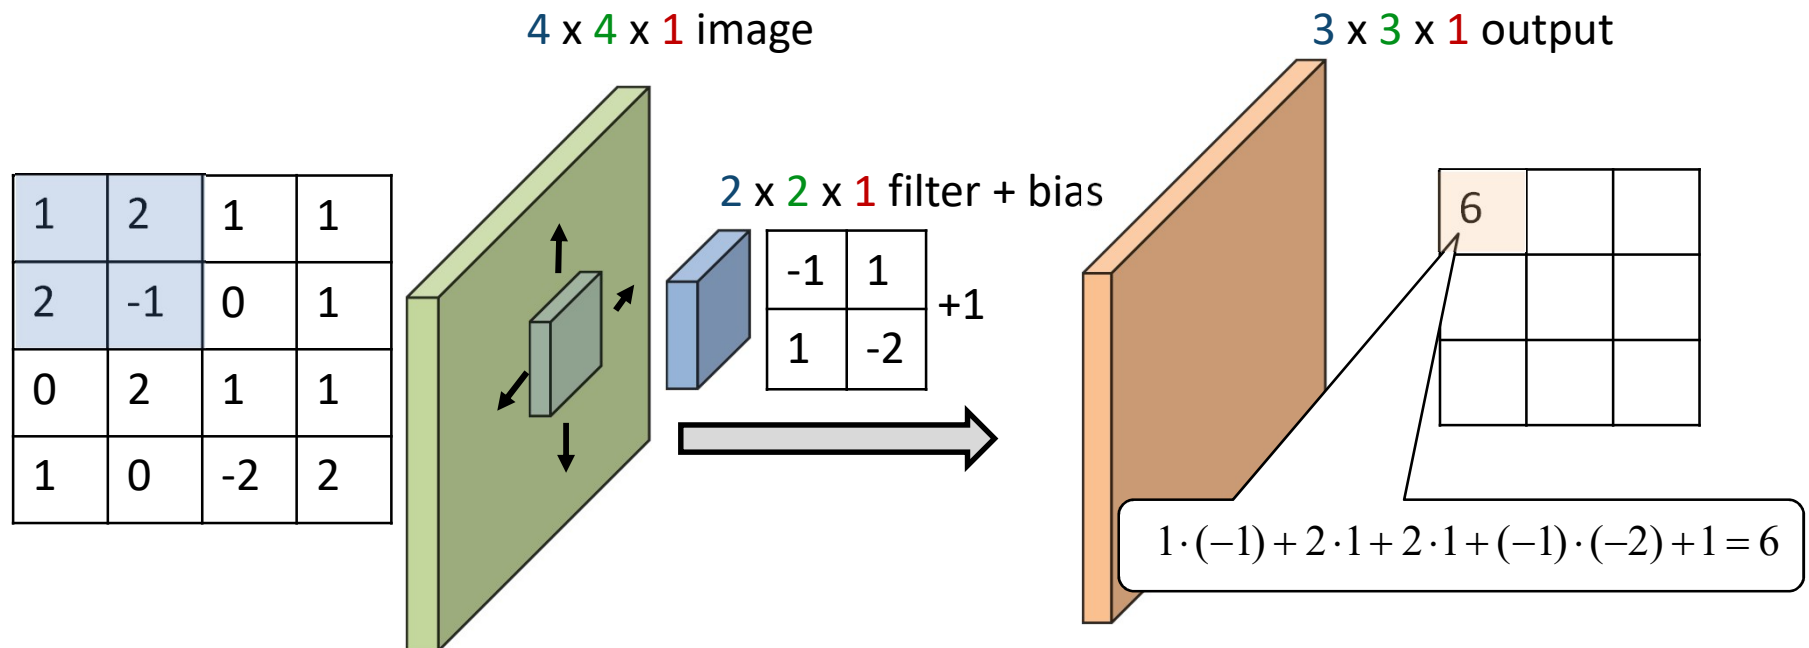 4 x 4 x 1 image
3 x 3 x 1 output
2 x 2 x 1 filter + bias
1 2 1 1
2 -1 0 1
0 2 1 1
1 0 -2 2
-1 1
1 -2
+1
6
1·(−1)+2·1+2·1+(−1)·(−2)+1=6